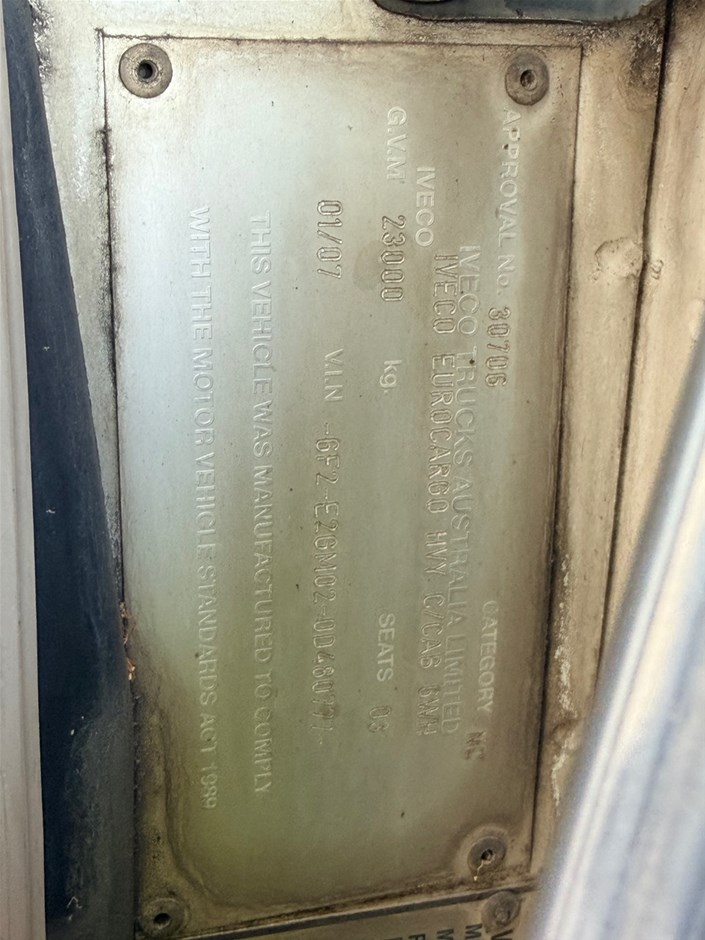 APPROVAL No. 30706 CATEGORY NC
IVECO TRUCKS AUSTRALIA LIMITED
IVECO EUROCARGO HVY C/CAB
IVECO
G.V.M 23000 kg. SEATS 03
01/07 V.I.N
THIS VEHICLE WAS MANUFACTURED TO COMPLY
WITH THE MOTOR VEHICLE STANDARDS ACT 1989